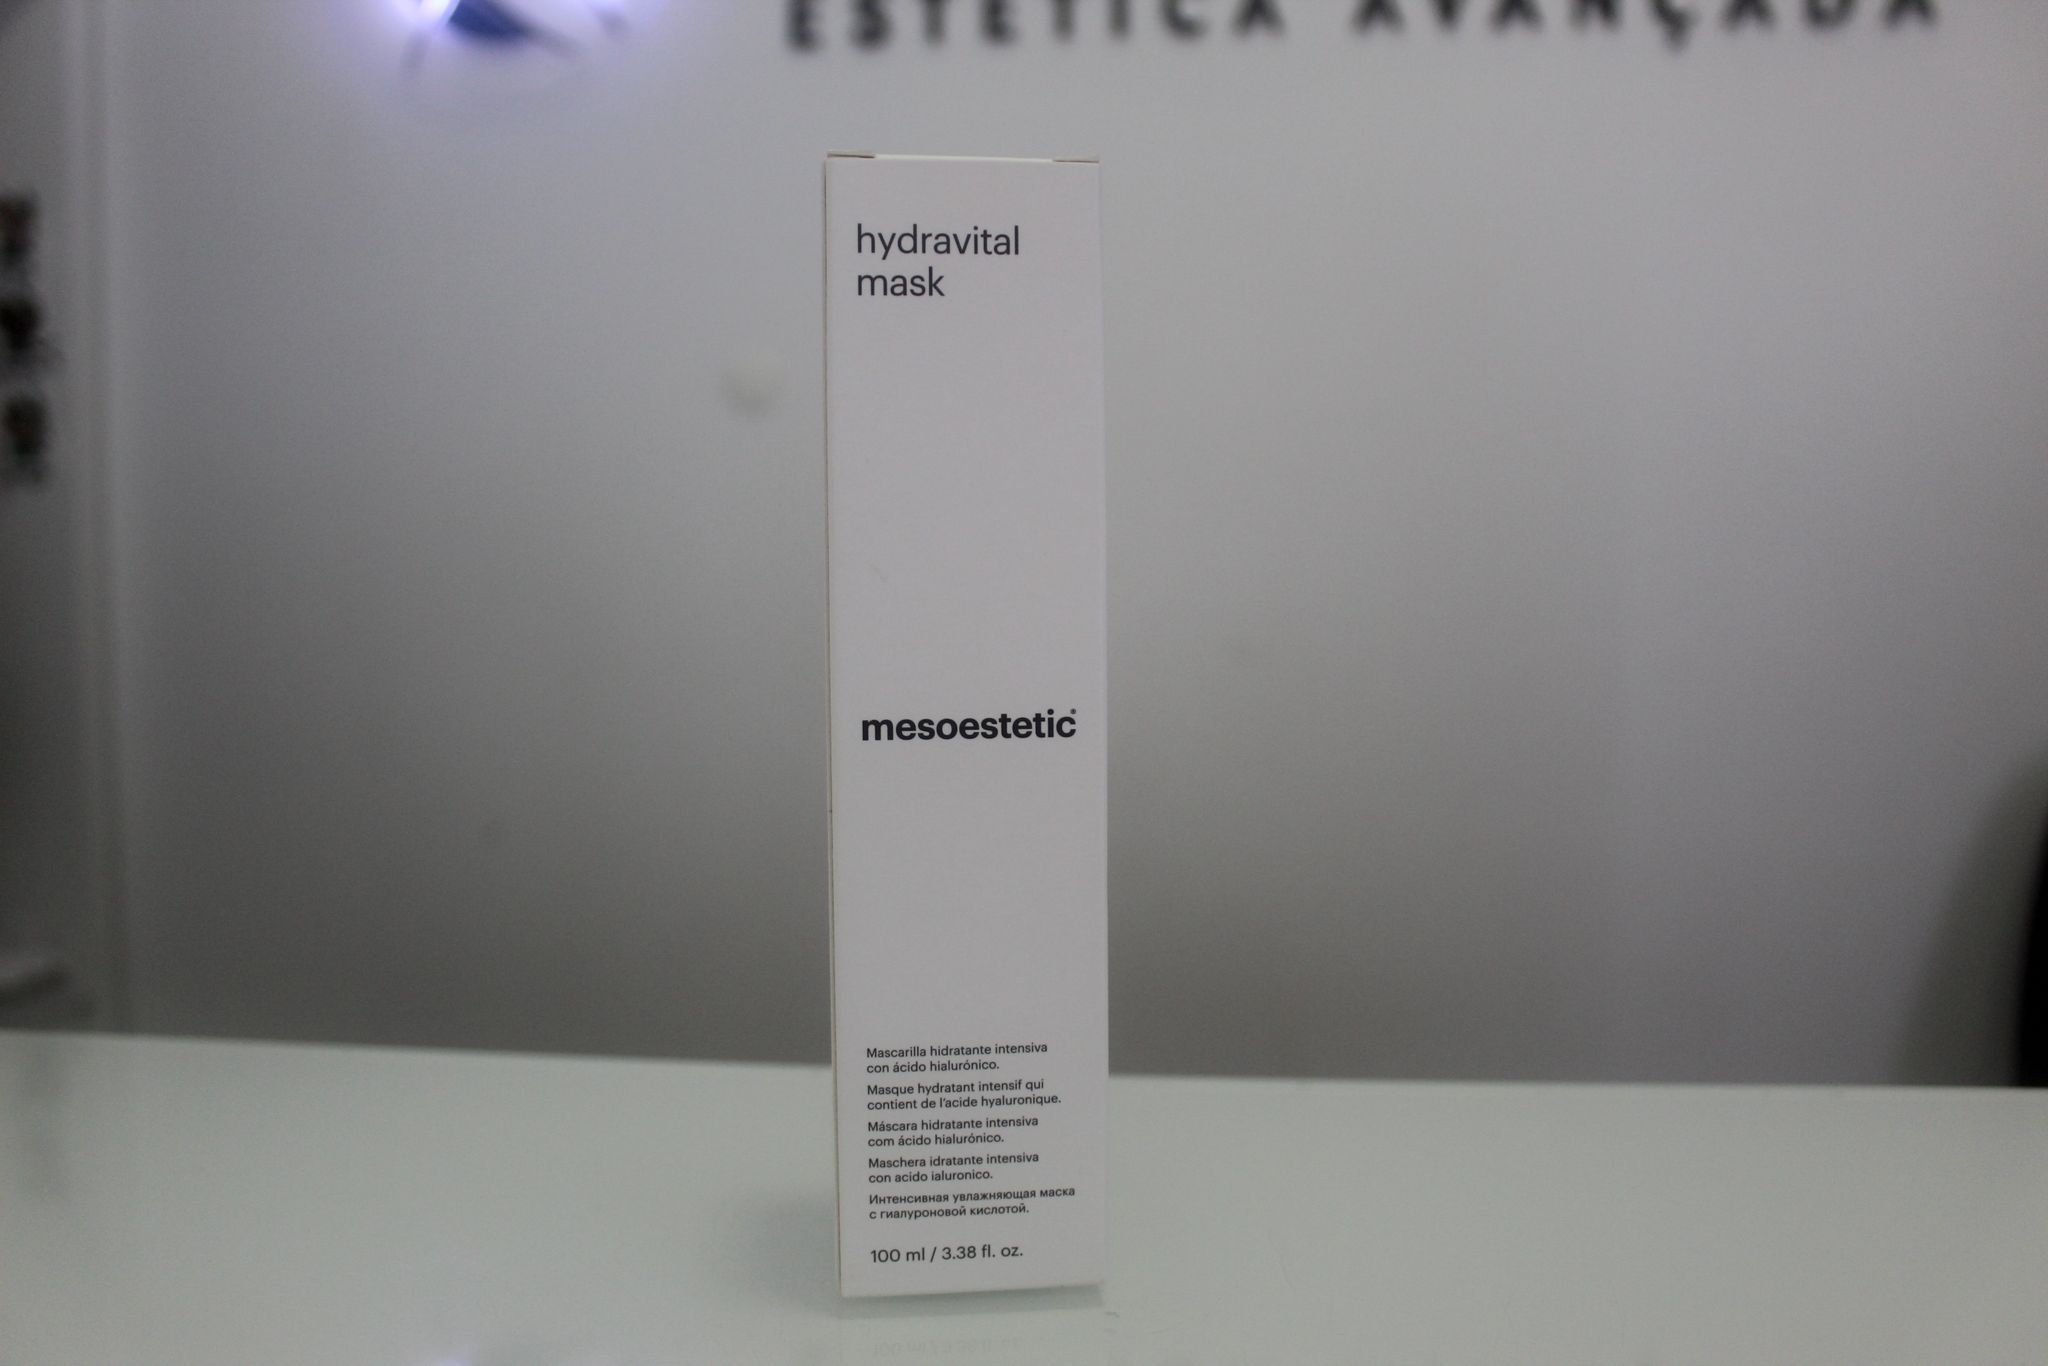 ESTÉTICA AVANÇADA
hydravital
mask
mesoestetic®
Mascarilla hidratante intensiva
con ácido hialurónico.
Masque hydratant intensif qui
contient de l'acide hyaluronique.
Máscara hidratante intensiva
com ácido hialurónico.
Maschera idratante intensiva
con acido ialuronico.
Интенсивная увлажняющая маска
с гиалуроновой кислотой.
100 ml / 3.38 fl. oz.